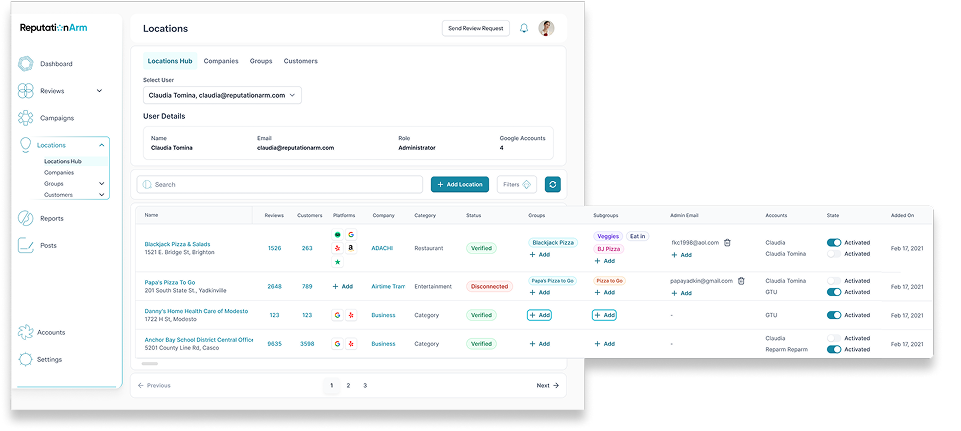 ReputationArm
Locations
Send Review Request
Dashboard
Reviews
Campaigns
Locations
Locations Hub
Companies
Groups
Customers
Reports
Posts
Accounts
Settings
Locations Hub Companies Groups Customers
Select User
Claudia Tomina, claudia@reputationarm.com
User Details
Name Email Role Google Accounts
Claudia Tomina claudia@reputationarm.com Administrator 4
Search
+ Add Location
Filters
Name Reviews Customers Platforms Company Category Status Groups Subgroups Admin Email Accounts State Added On
Blackjack Pizza & Salads
1521 E. Bridge St, Brighton
1526 263 a ADACHI Restaurant Verified
Blackjack Pizza
+ Add
Veggies Eat in
BJ Pizza
+ Add
fkc1998@aol.com
+ Add
Claudia
Claudia Tomina
Activated
Activated
Feb 17, 2021
Papa's Pizza To Go
201 South State St., Yadkinville
2648 789 + Add Airtime Tram Entertainment Disconnected
Papa's Pizza to Go
+ Add
Pizza to Go
+ Add
papayadkin@gmail.com
+ Add
Claudia Tomina
GTU
Activated
Activated
Feb 17, 2021
Danny's Home Health Care of Modesto
1722 H St, Modesto
123 123 G Business Category Verified + Add + Add - GTU Activated Feb 17, 2021
Anchor Bay School District Central Office
5201 County Line Rd, Casco
9635 3598 G Business Category Verified + Add + Add -
Claudia
Reparm Reparm
Activated
Activated
Feb 17, 2021
← Previous 1 2 3 Next →